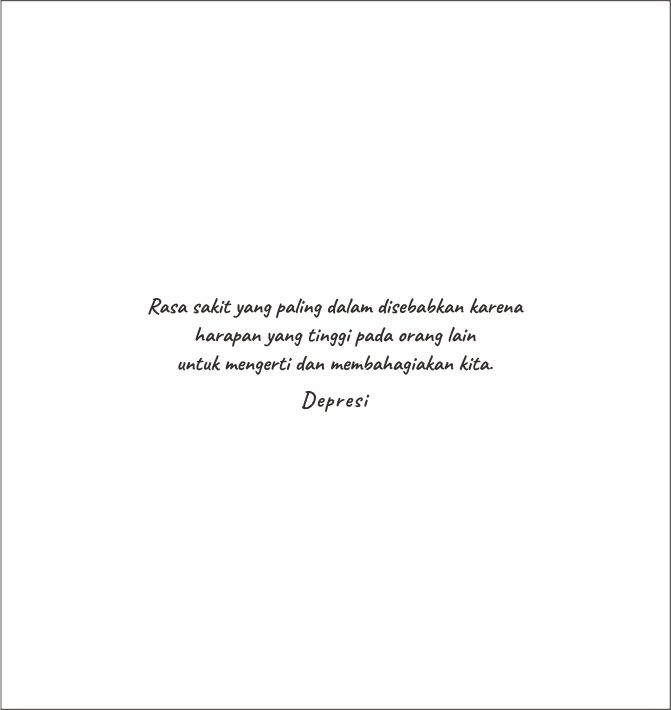 Rasa sakit yang paling dalam disebabkan karena
harapan yang tinggi pada orang lain
untuk mengerti dan membahagiakan kita.
Depresi